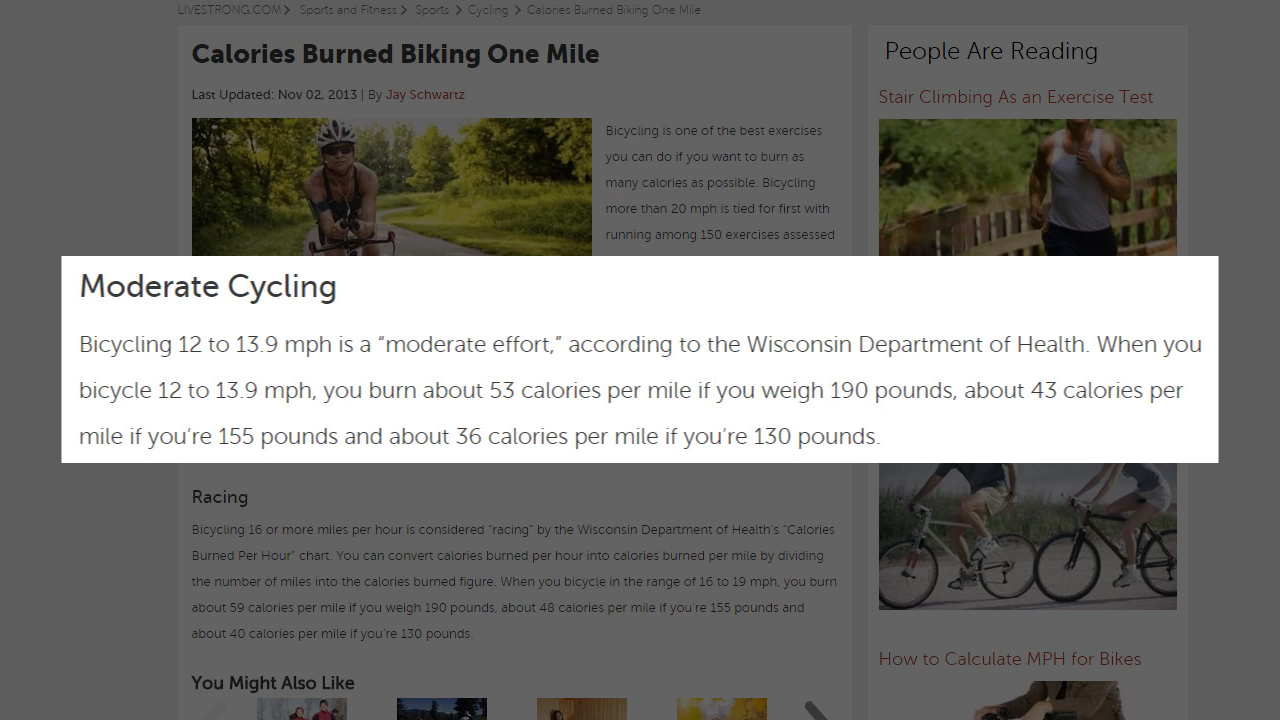 LIVESTRONG.COM > Sports and Fitness > Sports > Cycling > Calories Burned Biking One Mile
Calories Burned Biking One Mile
Last Updated: Nov 02, 2013 | By Jay Schwartz
Bicycling is one of the best exercises
you can do if you want to burn as
many calories as possible. Bicycling
more than 20 mph is tied for first with
running among 150 exercises assessed
People Are Reading
Stair Climbing As an Exercise Test
Moderate Cycling
Bicycling 12 to 13.9 mph is a “moderate effort,” according to the Wisconsin Department of Health. When you
bicycle 12 to 13.9 mph, you burn about 53 calories per mile if you weigh 190 pounds, about 43 calories per
mile if you’re 155 pounds and about 36 calories per mile if you’re 130 pounds.
Racing
Bicycling 16 or more miles per hour is considered "racing" by the Wisconsin Department of Health's "Calories
Burned Per Hour" chart. You can convert calories burned per hour into calories burned per mile by dividing
the number of miles into the calories burned figure. When you bicycle in the range of 16 to 19 mph, you burn
about 59 calories per mile if you weigh 190 pounds, about 48 calories per mile if you're 155 pounds and
about 40 calories per mile if you're 130 pounds.
You Might Also Like
How to Calculate MPH for Bikes